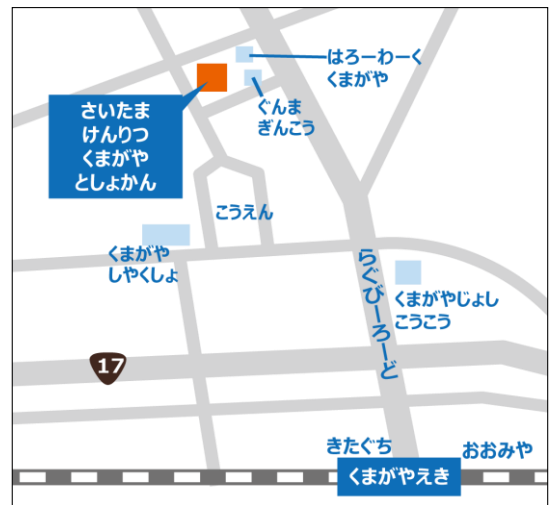 はろーわーく
くまがや
ぐんま
ぎんこう
さいたま
けんりつ
くまがや
としょかん
こうえん
くまがや
しやくしょ
らぐびーろーど
くまがやじょし
こうこう
17
きたぐち
おおみや
くまがやえき